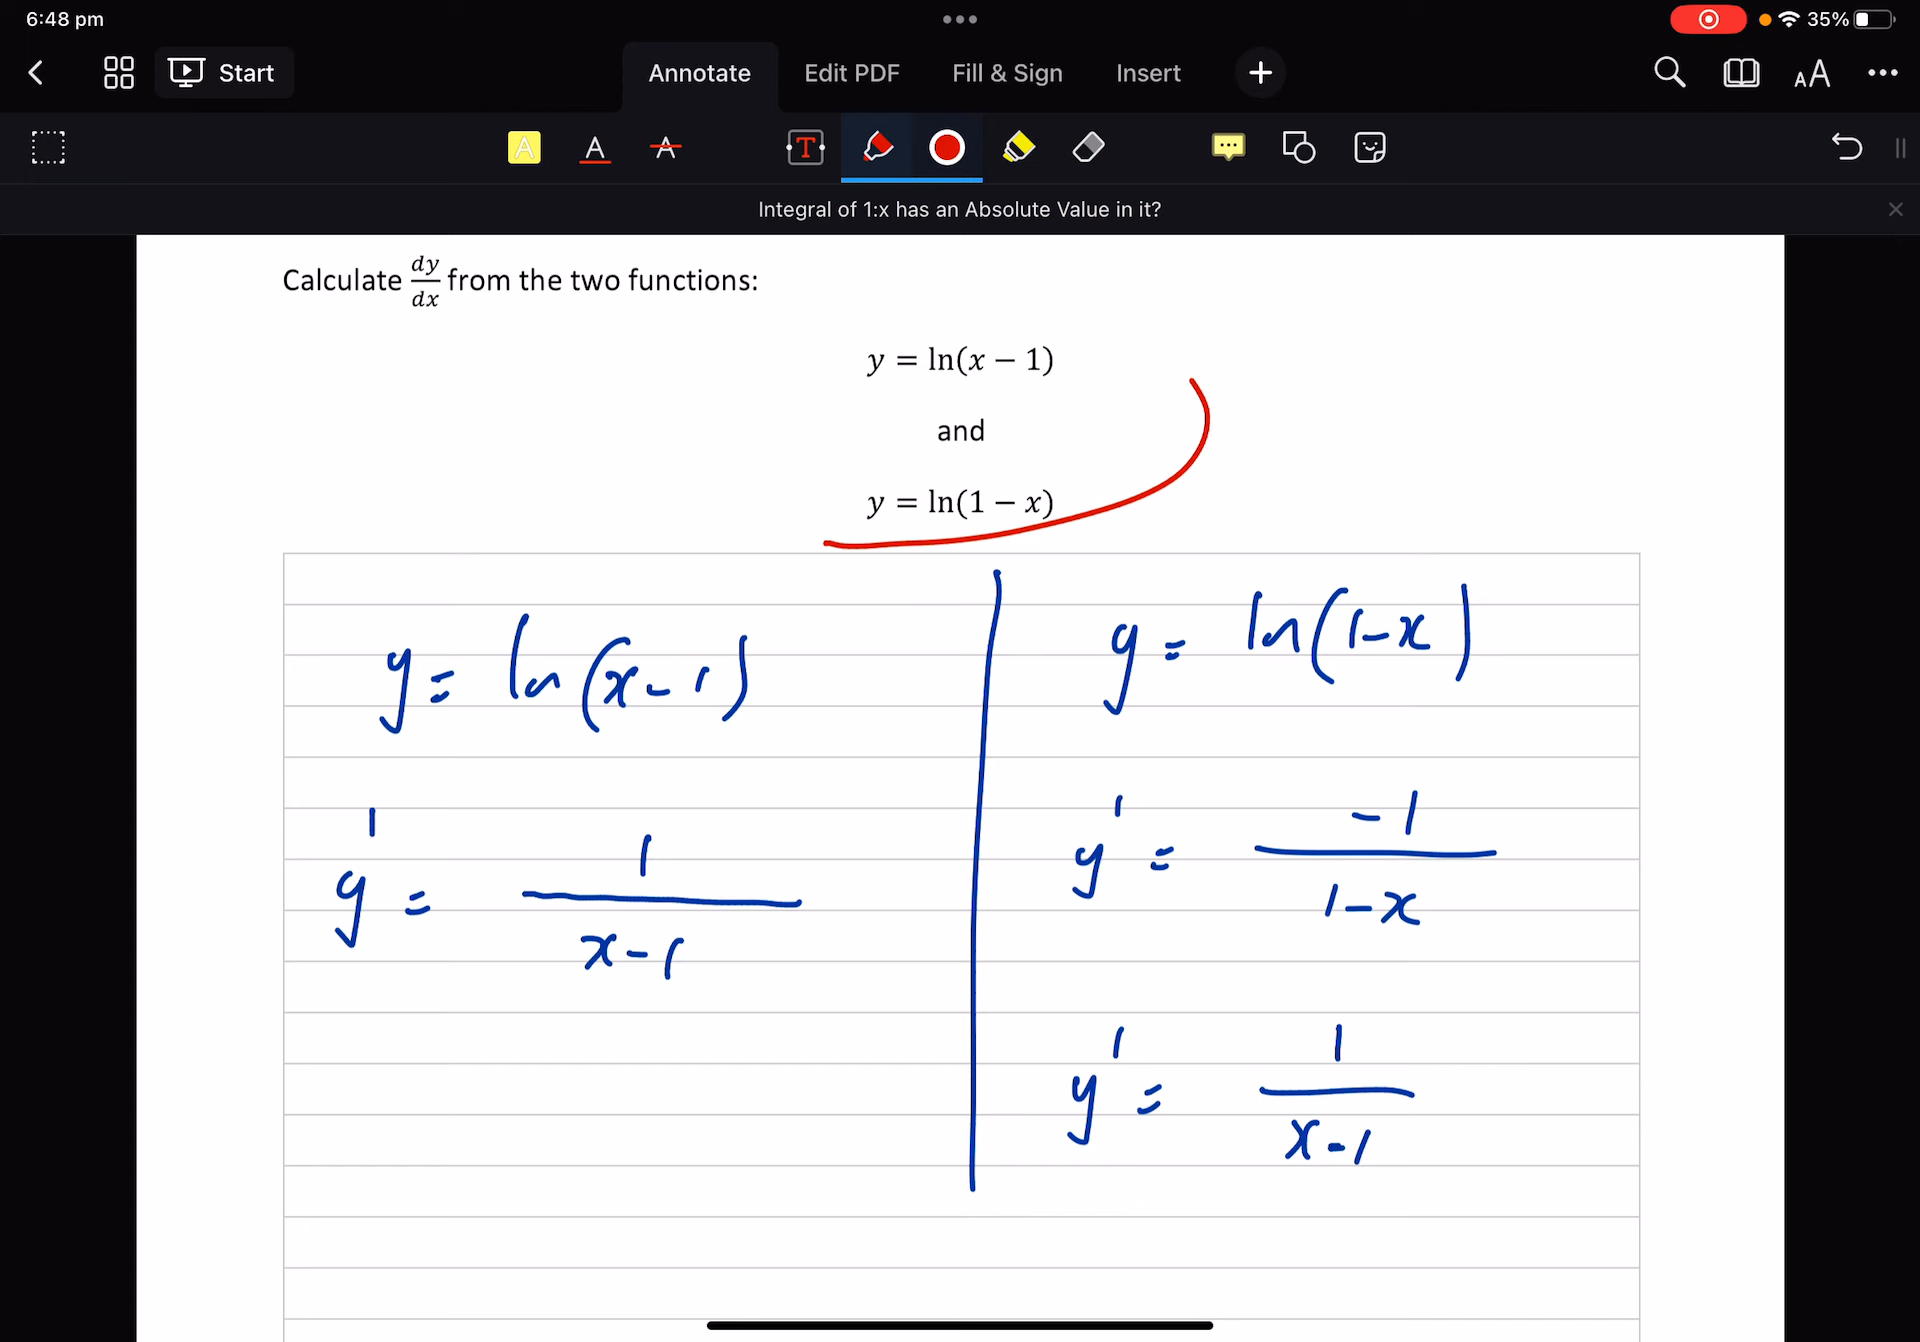 6:48 pm
35%
Start
Annotate
Edit PDF
Fill & Sign
Insert
AA
A
A
A
T
Integral of 1:x has an Absolute Value in it?
Calculate dy/dx from the two functions:
y = ln(x − 1)
and
y = ln(1 − x)
y = ln(x-1)
y' = 1/(x-1)
y = ln(1-x)
y' = -1/(1-x)
y' = 1/(x-1)